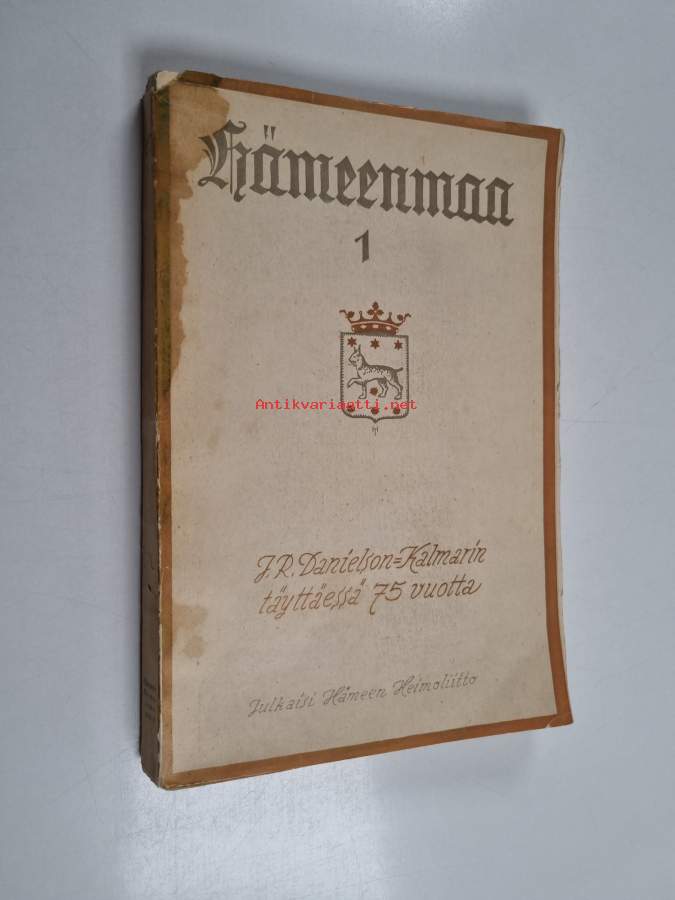 Hämeenmaa
1
Antikvariaatti.net
J.R. Danielson=Kalmarin
täyttäessä 75 vuotta
Julkaisi Hämeen Heimoliitto